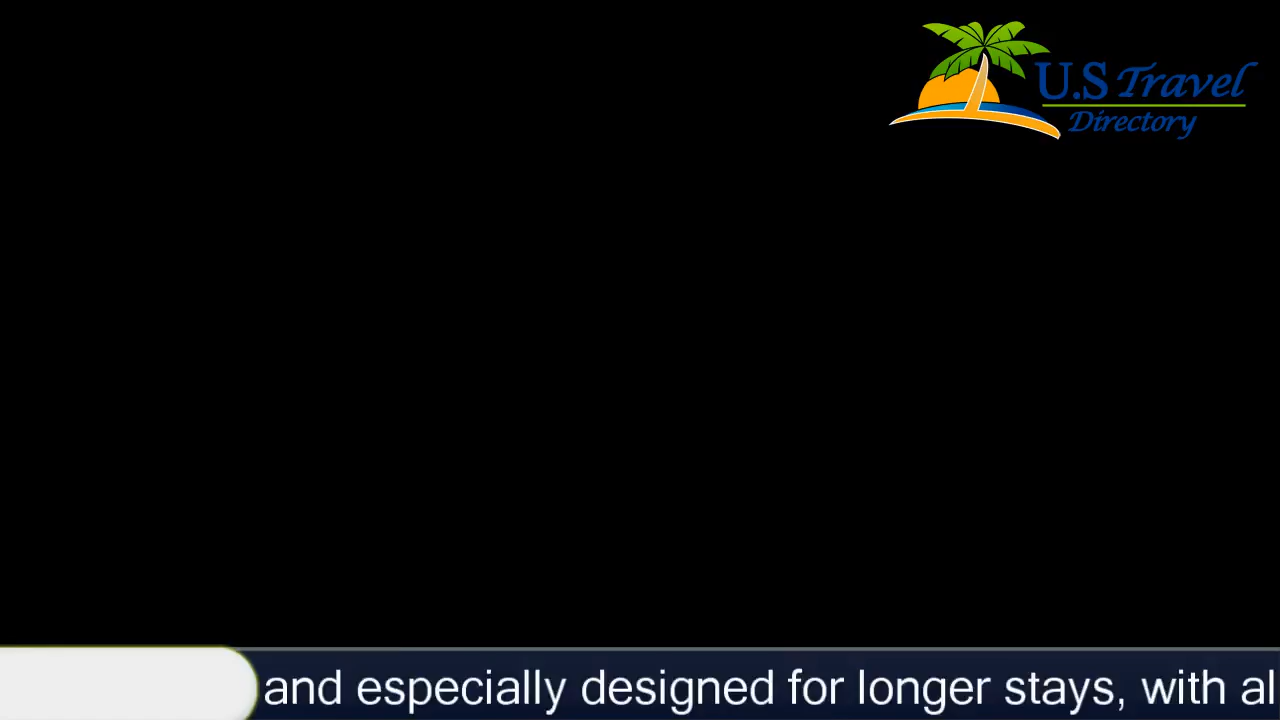 U.S Travel
Directory
and especially designed for longer stays, with al